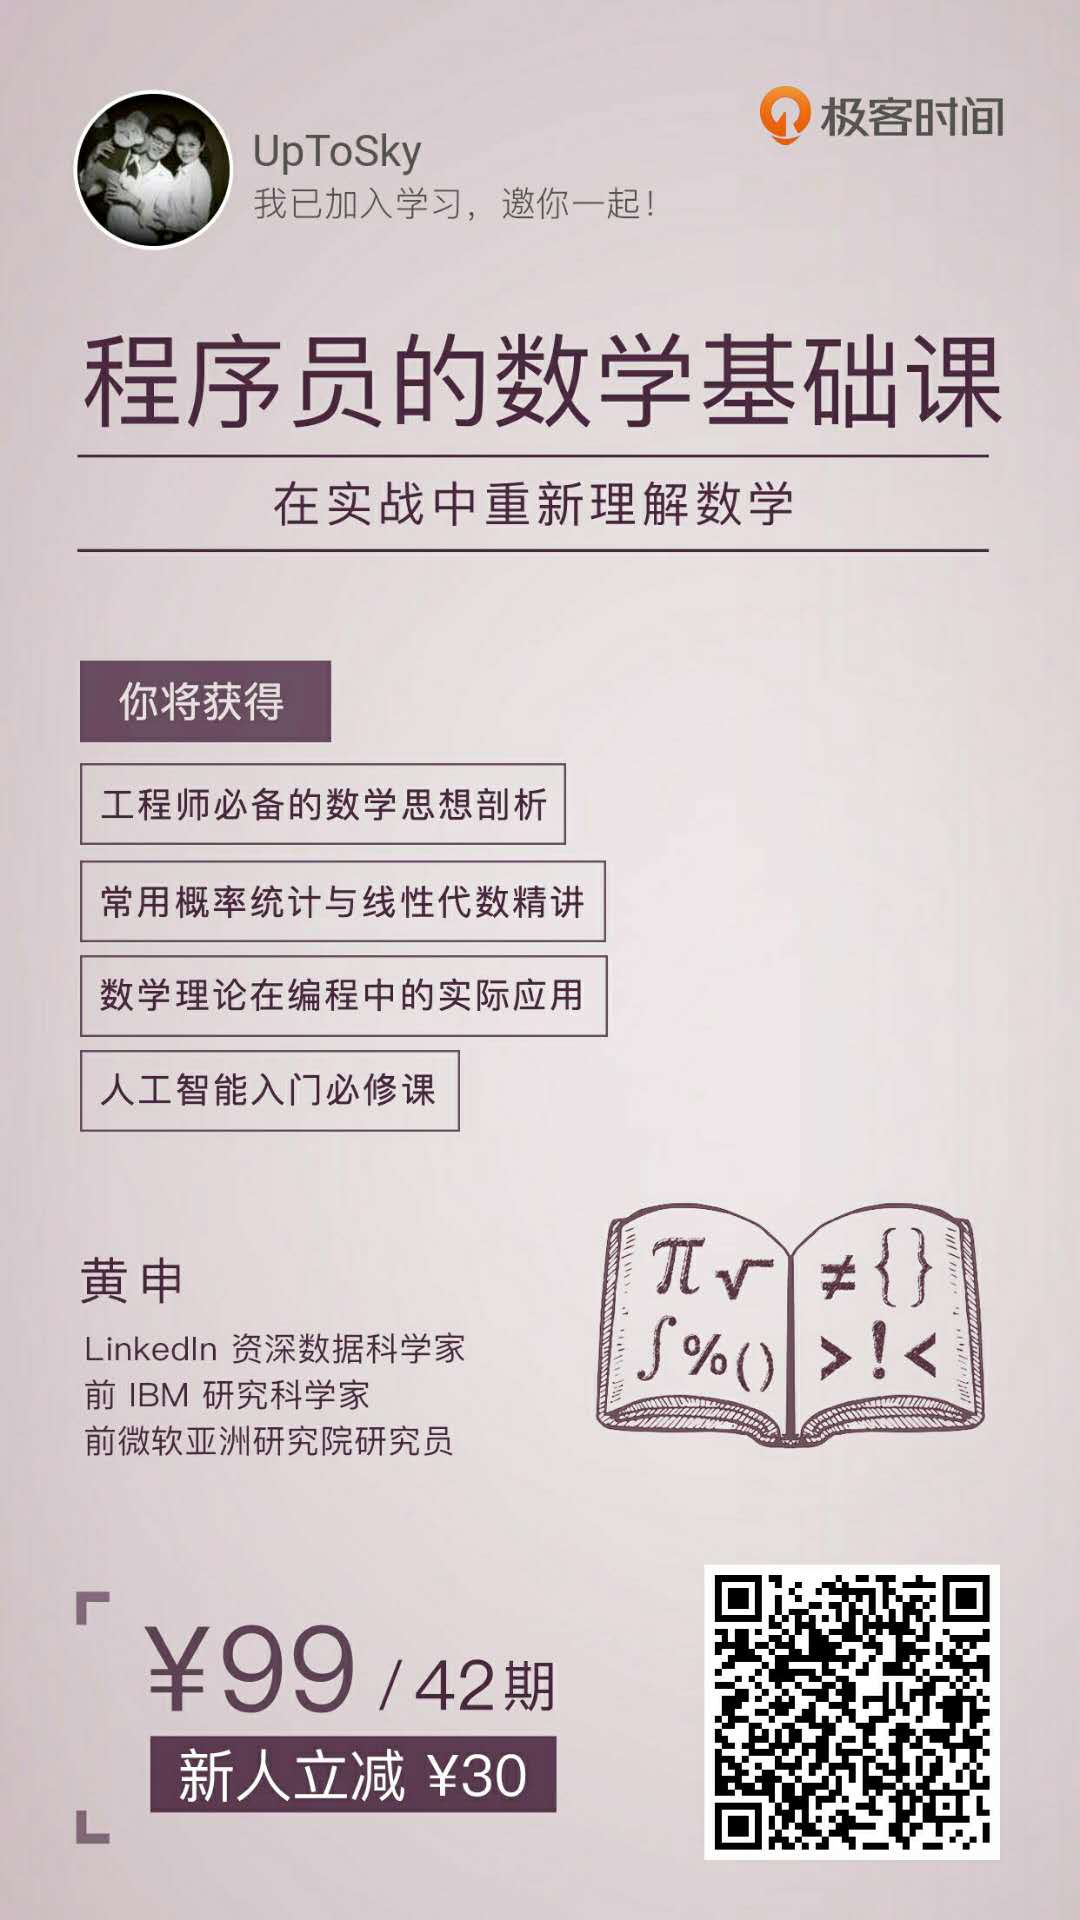 极客时间
UpToSky
我已加入学习，邀你一起！
程序员的数学基础课
在实战中重新理解数学
你将获得
工程师必备的数学思想剖析
常用概率统计与线性代数精讲
数学理论在编程中的实际应用
人工智能入门必修课
黄申
LinkedIn 资深数据科学家
前 IBM 研究科学家
前微软亚洲研究院研究员
π √ ≠ { }
∫ % ( ) > ! <
¥99 / 42期
新人立减 ¥30